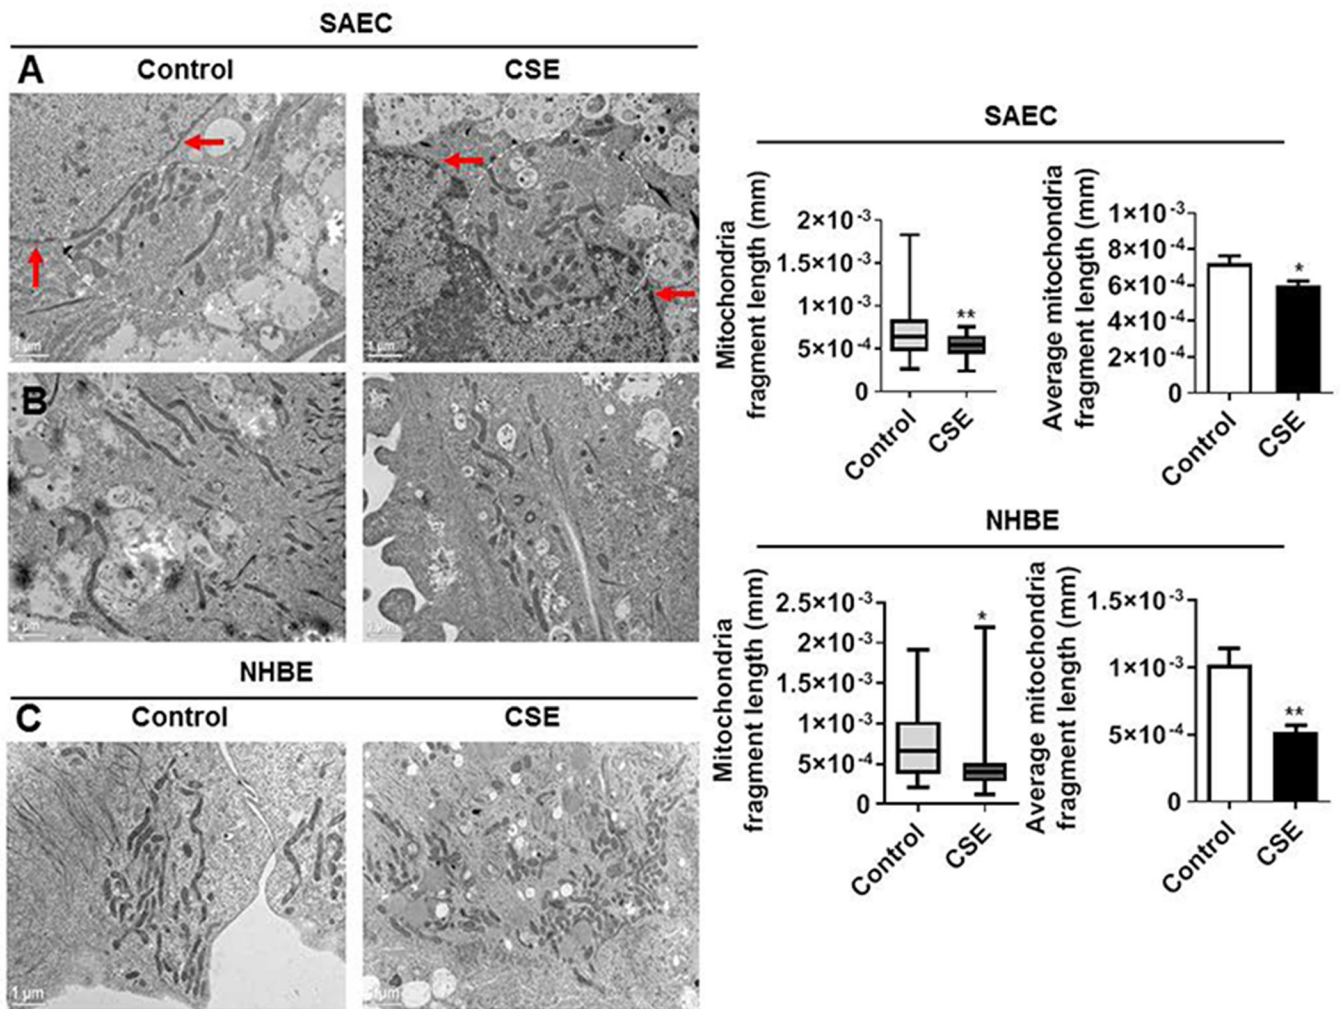 SAEC
A
Control
CSE
B
NHBE
C
Control
CSE
1 µm
1 µm
1 µm
SAEC
Mitochondria
fragment length (mm)
2×10-3
1.5×10-3
1×10-3
5×10-4
0
**
Control
CSE
Average mitochondria
fragment length (mm)
1×10-3
8×10-4
6×10-4
4×10-4
2×10-4
0
*
Control
CSE
NHBE
Mitochondria
fragment length (mm)
2.5×10-3
2×10-3
1.5×10-3
1×10-3
5×10-4
0
*
Control
CSE
Average mitochondria
fragment length (mm)
1.5×10-3
1×10-3
5×10-4
0
**
Control
CSE